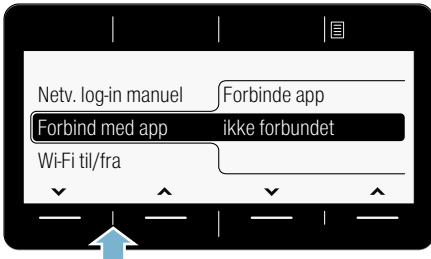 Netv. log-in manuel
Forbinde app
Forbind med app
ikke forbundet
Wi-Fi til/fra